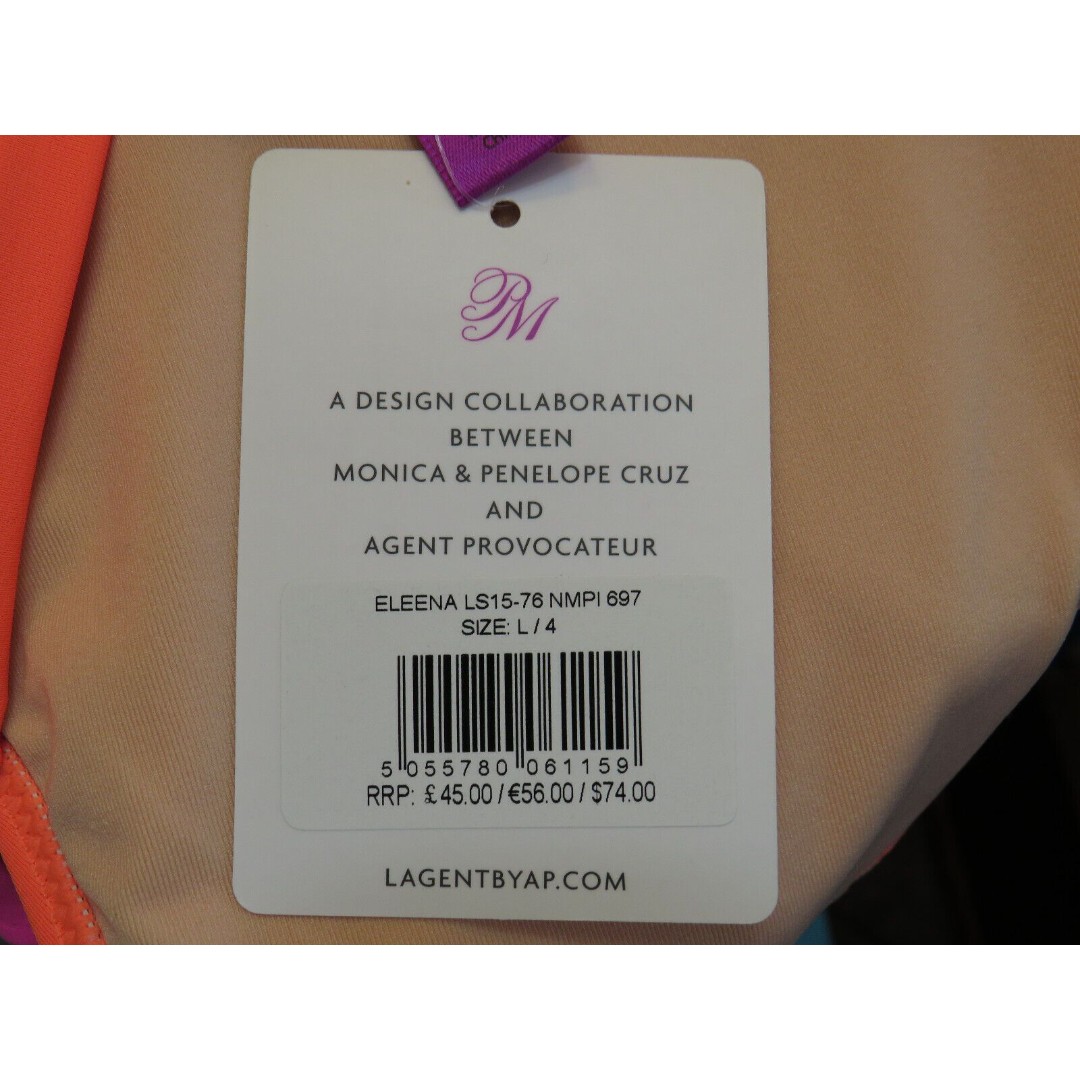 PM
A DESIGN COLLABORATION
BETWEEN
MONICA & PENELOPE CRUZ
AND
AGENT PROVOCATEUR
ELEENA LS15-76 NMPI 697
SIZE: L / 4
5 055780 061159
RRP: £45.00 / €56.00 / $74.00
LAGENTBYAP.COM